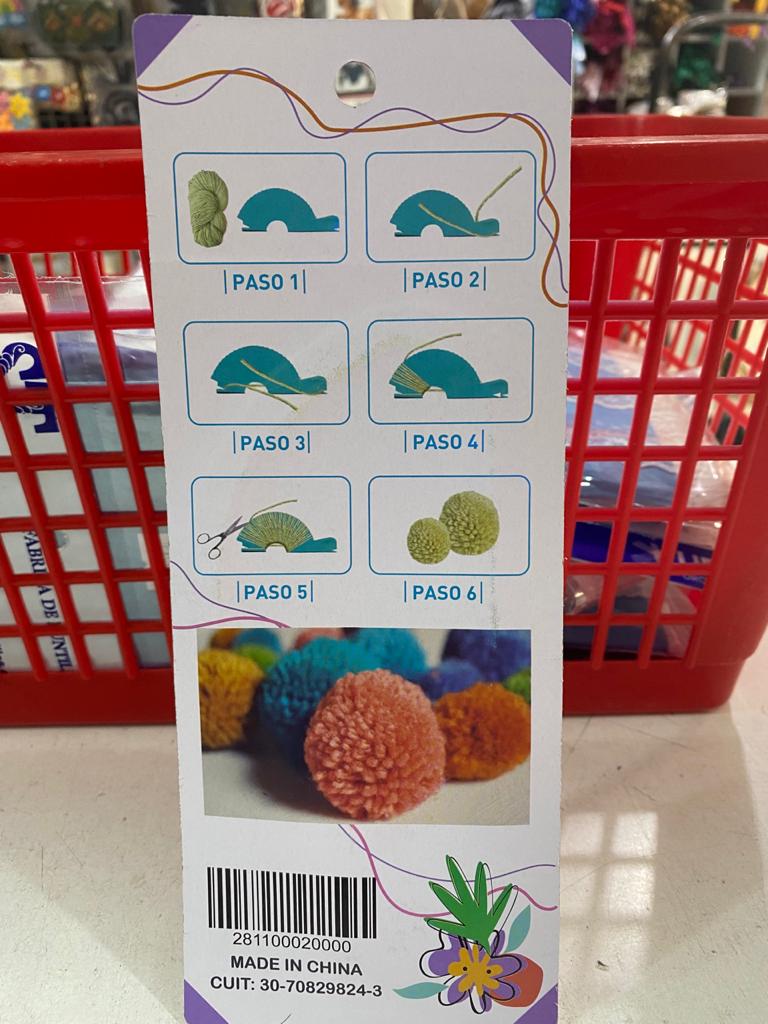 PASO 1
PASO 2
PASO 3
PASO 4
PASO 5
PASO 6
281100020000
MADE IN CHINA
CUIT: 30-70829824-3